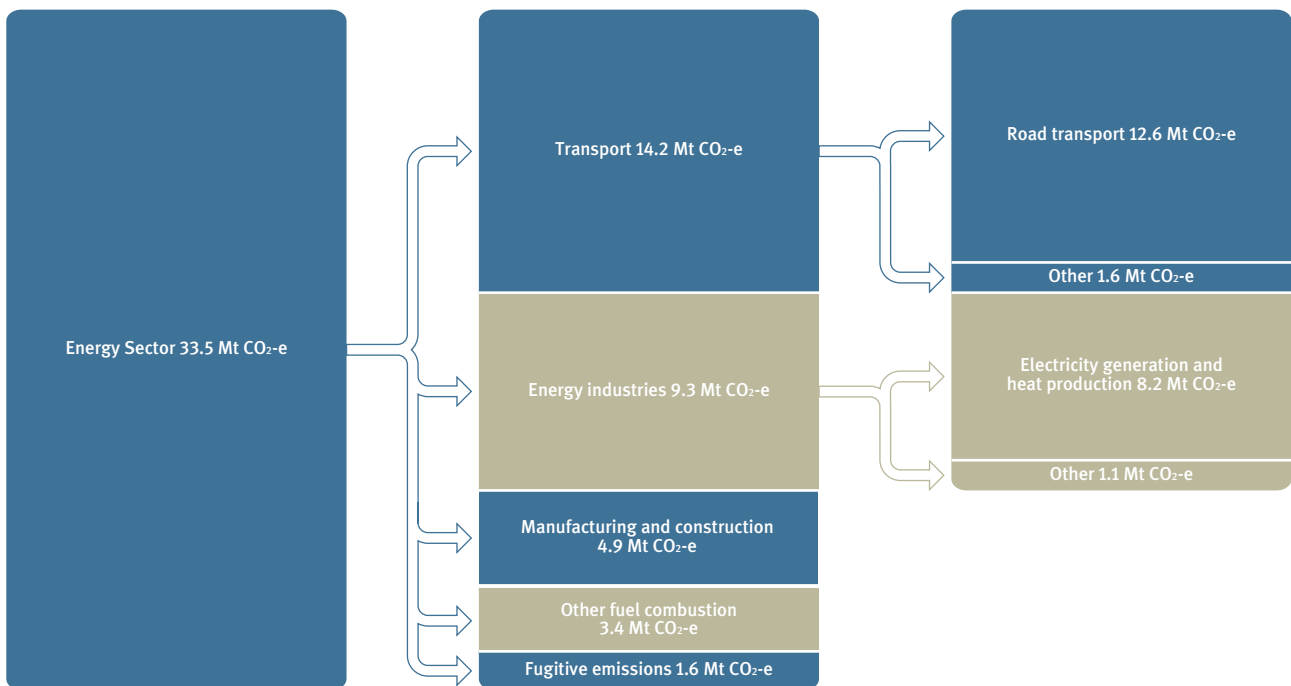 Energy Sector 33.5 Mt CO₂-e
Transport 14.2 Mt CO₂-e
Energy industries 9.3 Mt CO₂-e
Manufacturing and construction
4.9 Mt CO₂-e
Other fuel combustion
3.4 Mt CO₂-e
Fugitive emissions 1.6 Mt CO₂-e
Road transport 12.6 Mt CO₂-e
Other 1.6 Mt CO₂-e
Electricity generation and
heat production 8.2 Mt CO₂-e
Other 1.1 Mt CO₂-e